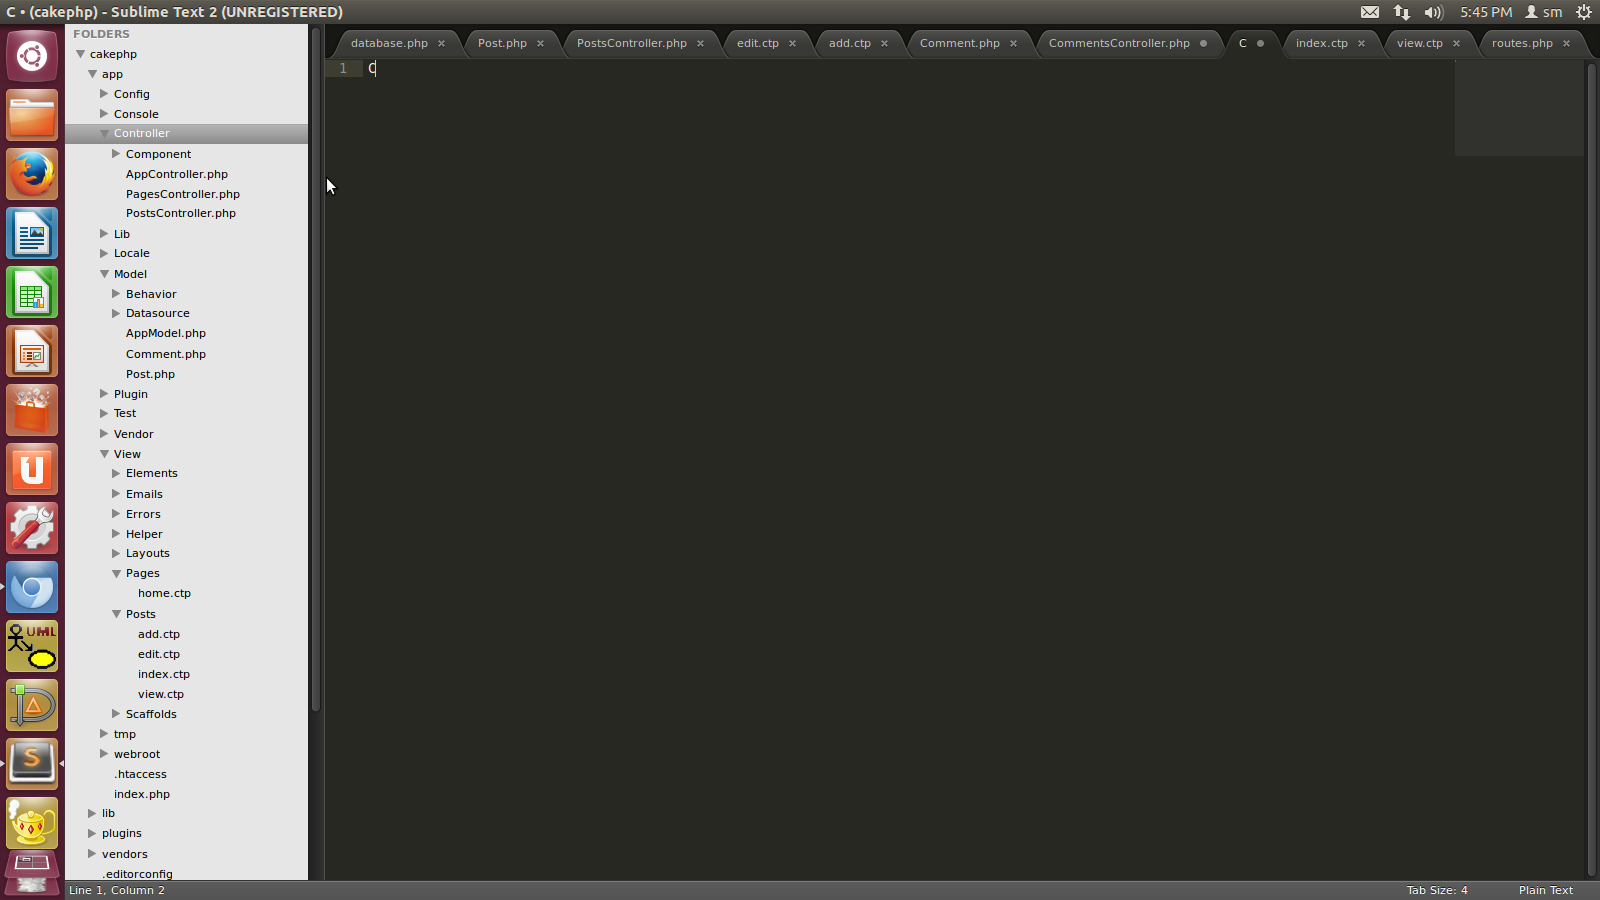 C • (cakephp) - Sublime Text 2 (UNREGISTERED)
5:45 PM sm
FOLDERS
cakephp
app
Config
Console
Controller
Component
AppController.php
PagesController.php
PostsController.php
Lib
Locale
Model
Behavior
Datasource
AppModel.php
Comment.php
Post.php
Plugin
Test
Vendor
View
Elements
Emails
Errors
Helper
Layouts
Pages
home.ctp
Posts
add.ctp
edit.ctp
index.ctp
view.ctp
Scaffolds
tmp
webroot
.htaccess
index.php
lib
plugins
vendors
.editorconfig
database.php × Post.php × PostsController.php × edit.ctp × add.ctp × Comment.php × CommentsController.php C index.ctp × view.ctp × routes.php ×
1 C
UML
Line 1, Column 2
Tab Size: 4 Plain Text